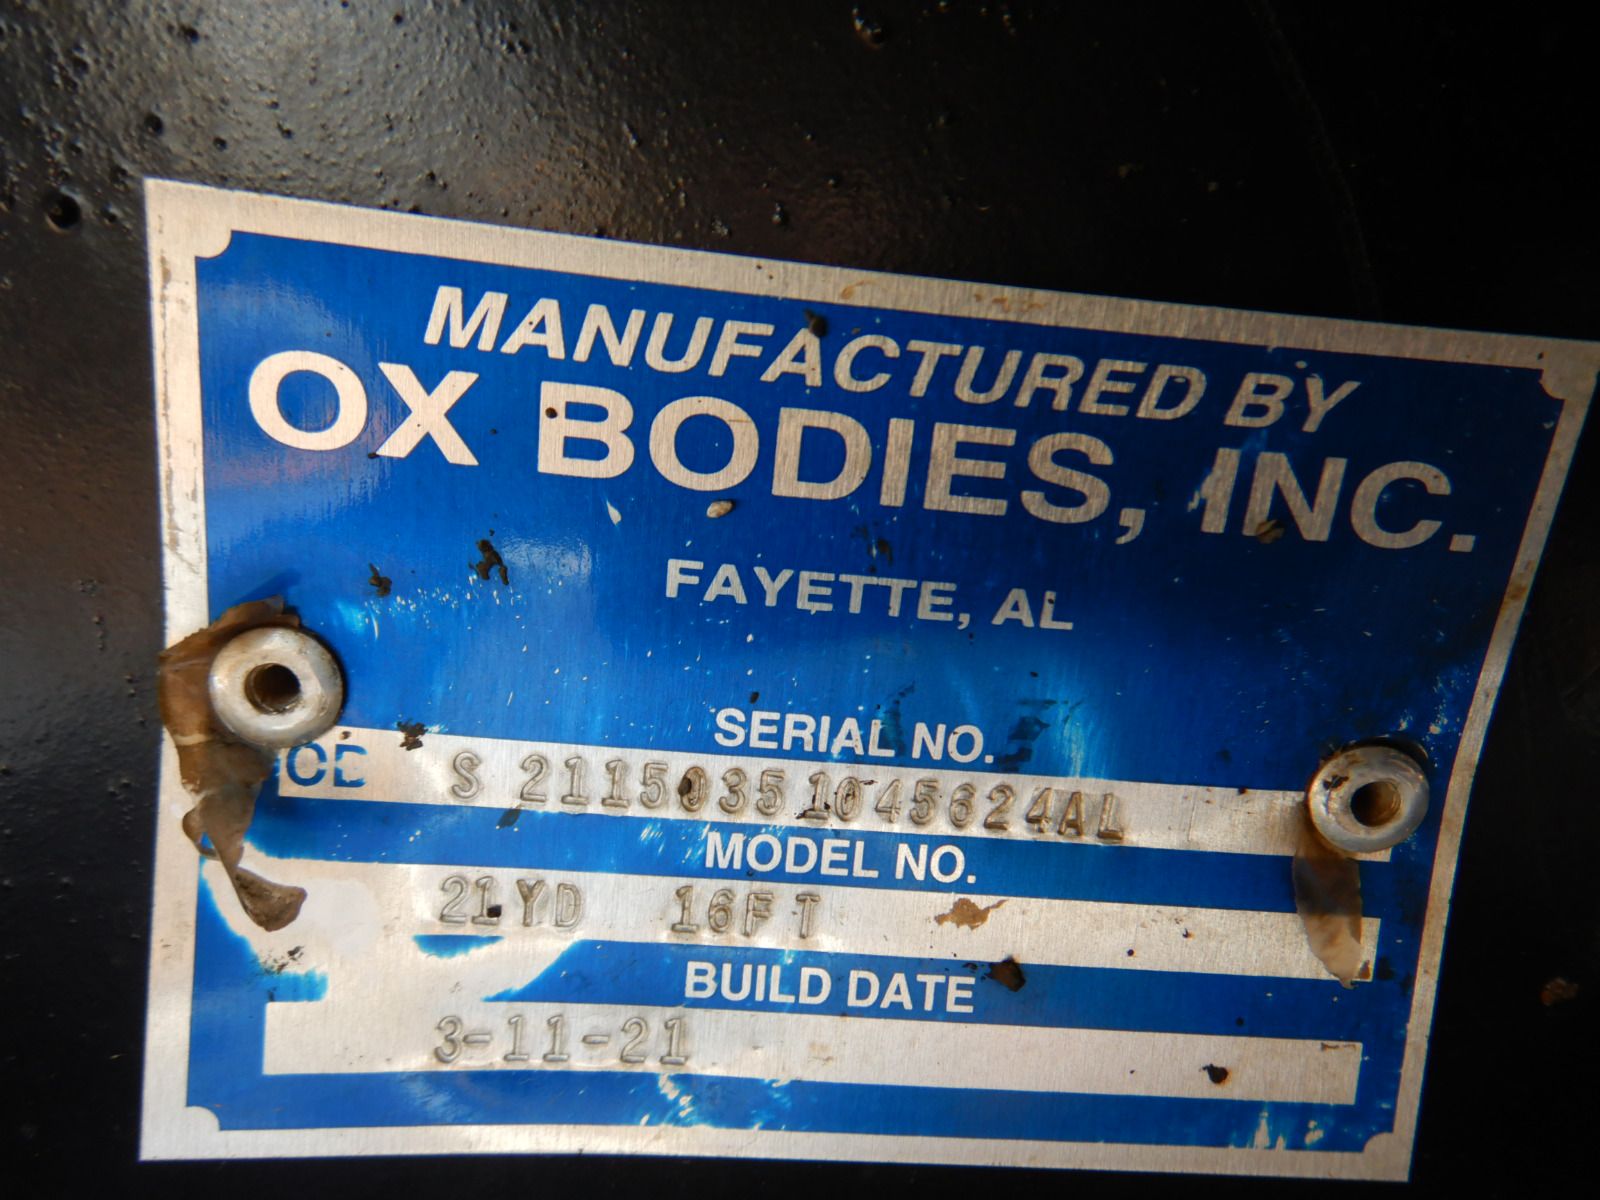 MANUFACTURED BY
OX BODIES, INC.
FAYETTE, AL
SERIAL NO.
OB S 21150351045624AL
MODEL NO.
21YD 16FT
BUILD DATE
3-11-21